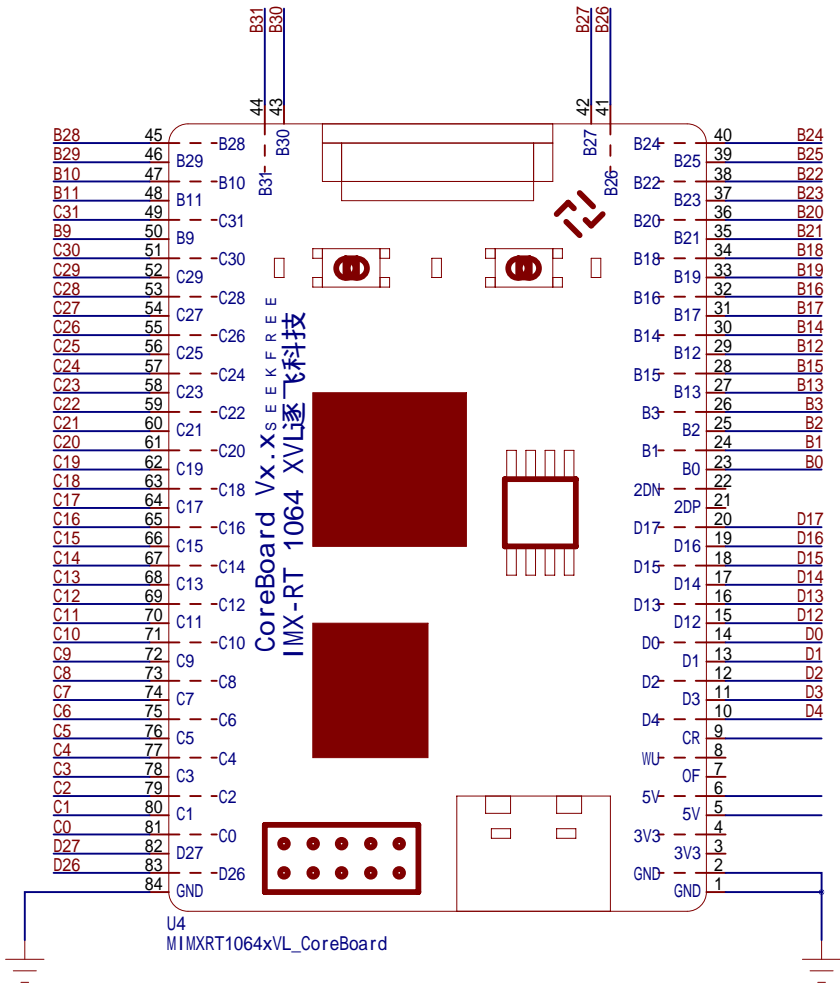 B31 B30 B27 B26
44 43 42 41
B31 B30 B27 B26
B28 45 B28 B24 40 B24
B29 46 B29 B25 39 B25
B10 47 B10 B22 38 B22
B11 48 B11 B23 37 B23
C31 49 C31 B20 36 B20
B9 50 B9 B21 35 B21
C30 51 C30 B18 34 B18
C29 52 C29 B19 33 B19
C28 53 C28 B16 32 B16
C27 54 C27 B17 31 B17
C26 55 C26 B14 30 B14
C25 56 C25 B12 29 B12
C24 57 C24 B15 28 B15
C23 58 C23 B13 27 B13
C22 59 C22 B3 26 B3
C21 60 C21 B2 25 B2
C20 61 C20 B1 24 B1
C19 62 C19 B0 23 B0
C18 63 C18 2DN 22
C17 64 C17 2DP 21
C16 65 C16 D17 20 D17
C15 66 C15 D16 19 D16
C14 67 C14 D15 18 D15
C13 68 C13 D14 17 D14
C12 69 C12 D13 16 D13
C11 70 C11 D12 15 D12
C10 71 C10 D0 14 D0
C9 72 C9 D1 13 D1
C8 73 C8 D2 12 D2
C7 74 C7 D3 11 D3
C6 75 C6 D4 10 D4
C5 76 C5 CR 9
C4 77 C4 WU 8
C3 78 C3 OF 7
C2 79 C2 5V 6
C1 80 C1 5V 5
C0 81 C0 3V3 4
D27 82 D27 3V3 3
D26 83 D26 GND 2
84 GND GND 1
CoreBoard Vx.x SEEKFREE
IMX-RT 1064 XVL逐飞科技
U4
MIMXRT1064xVL_CoreBoard